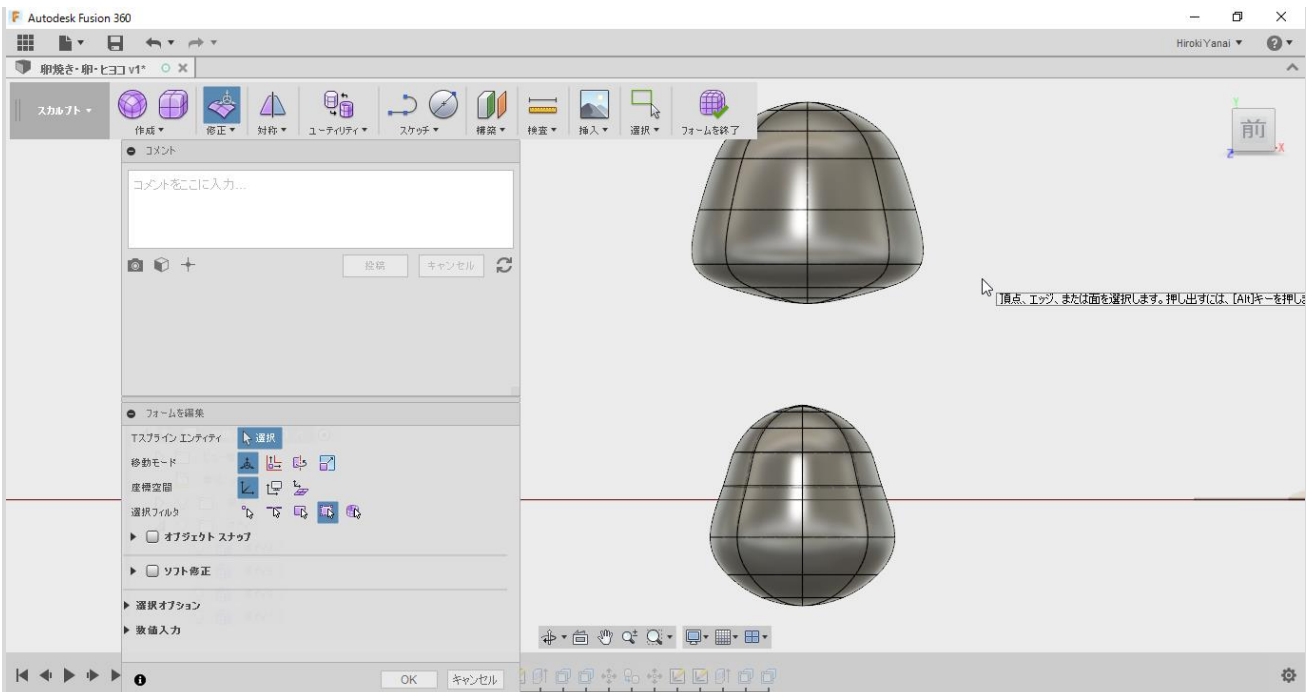 Autodesk Fusion 360
Hiroki Yanai
卵焼き・卵・ヒヨコ v1*
スカルプト
作成
修正
対称
ユーティリティ
スケッチ
構築
検査
挿入
選択
フォームを終了
Y
前
X
Z
コメント
コメントをここに入力...
投稿
キャンセル
頂点、エッジ、または面を選択します。押し出すには、[Alt]キーを押し
フォームを編集
Tスプライン エンティティ
選択
移動モード
座標空間
選択フィルタ
オブジェクト スナップ
ソフト修正
選択オプション
数値入力
OK
キャンセル